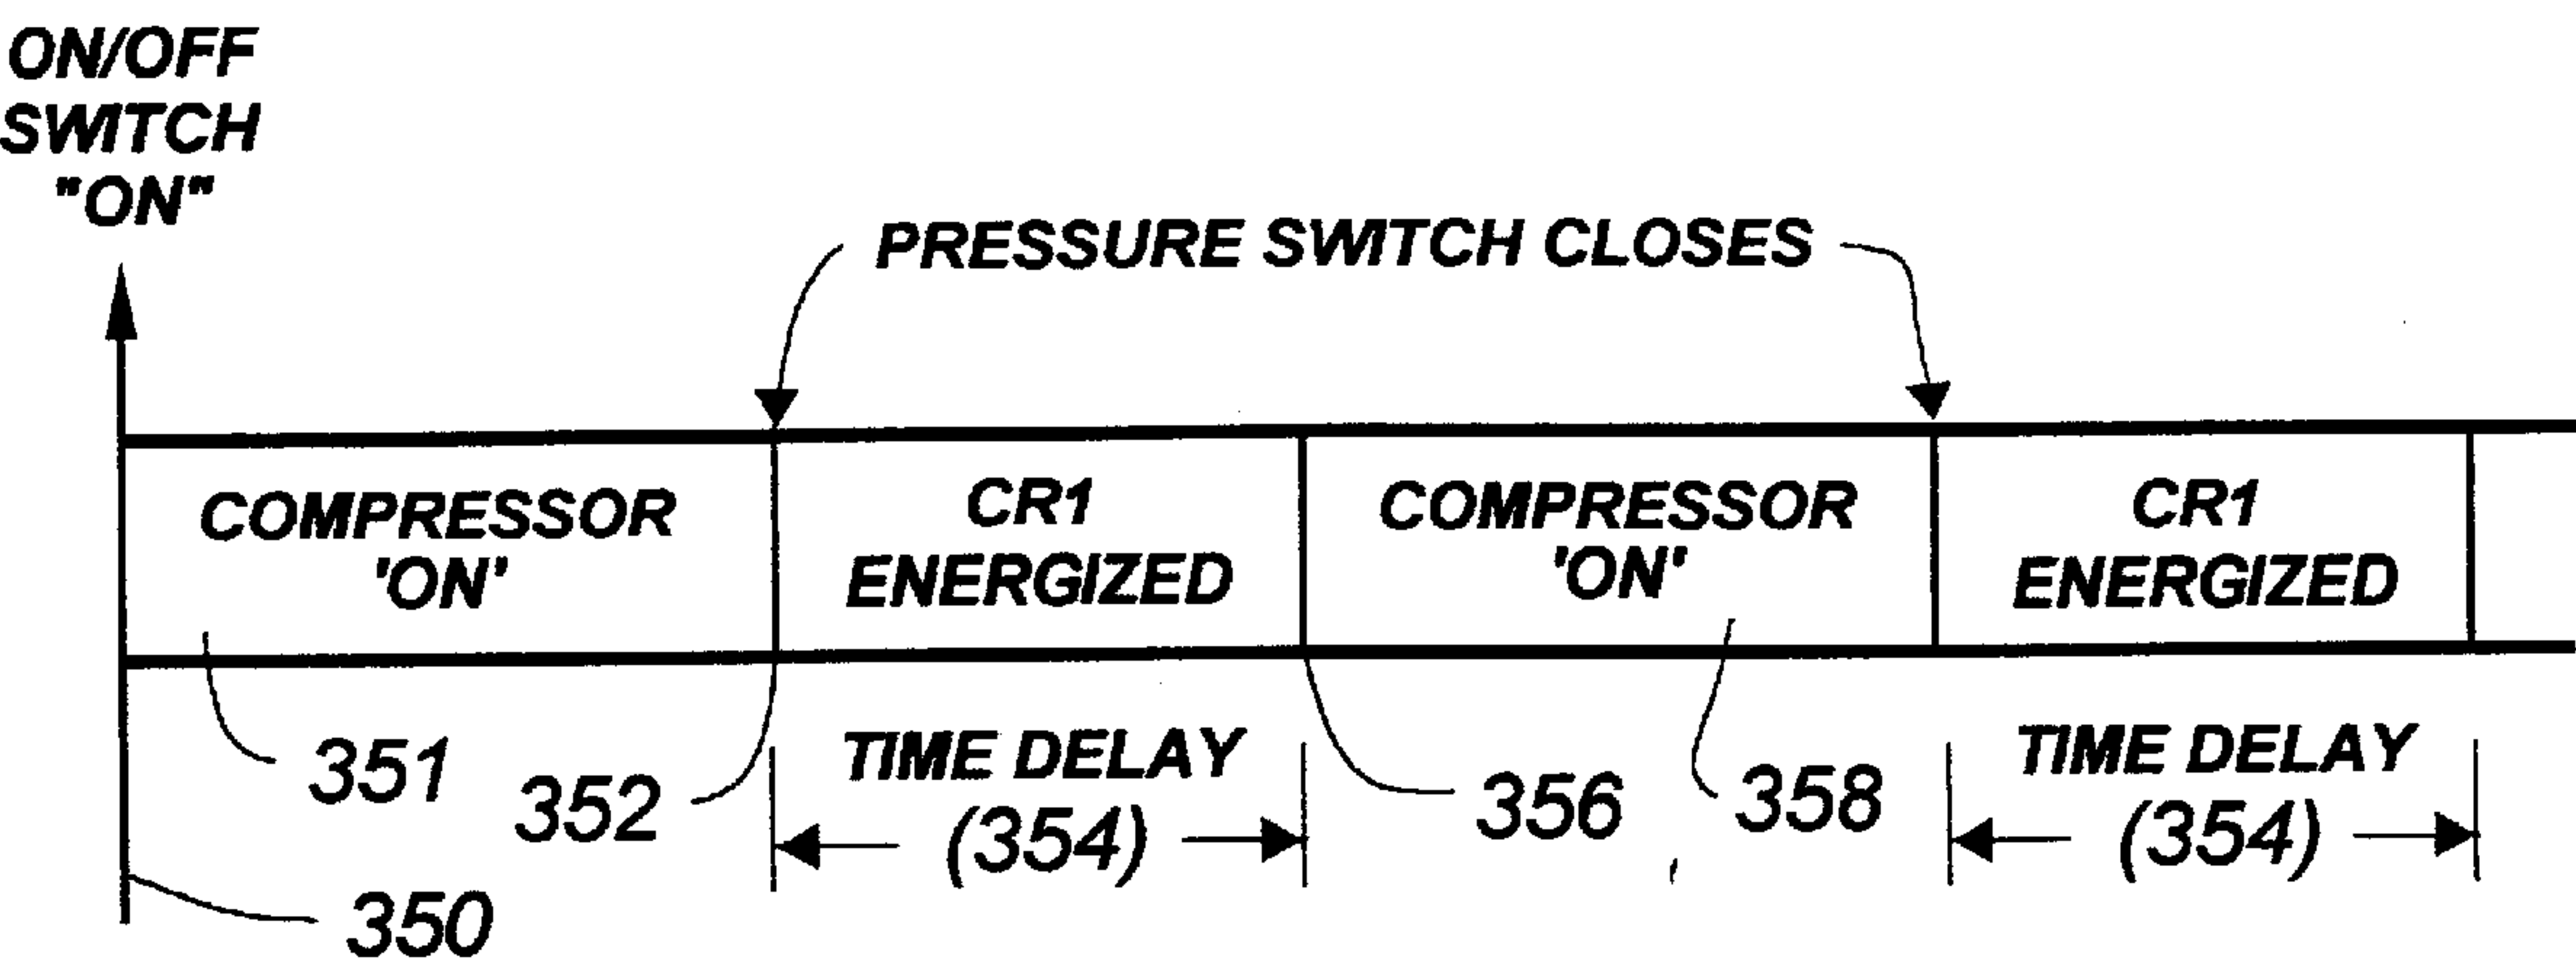 ON/OFF
SWITCH
"ON"
PRESSURE SWITCH CLOSES
COMPRESSOR
'ON'
CR1
ENERGIZED
COMPRESSOR
'ON'
CR1
ENERGIZED
351
352
TIME DELAY
(354)
356
358
TIME DELAY
(354)
350